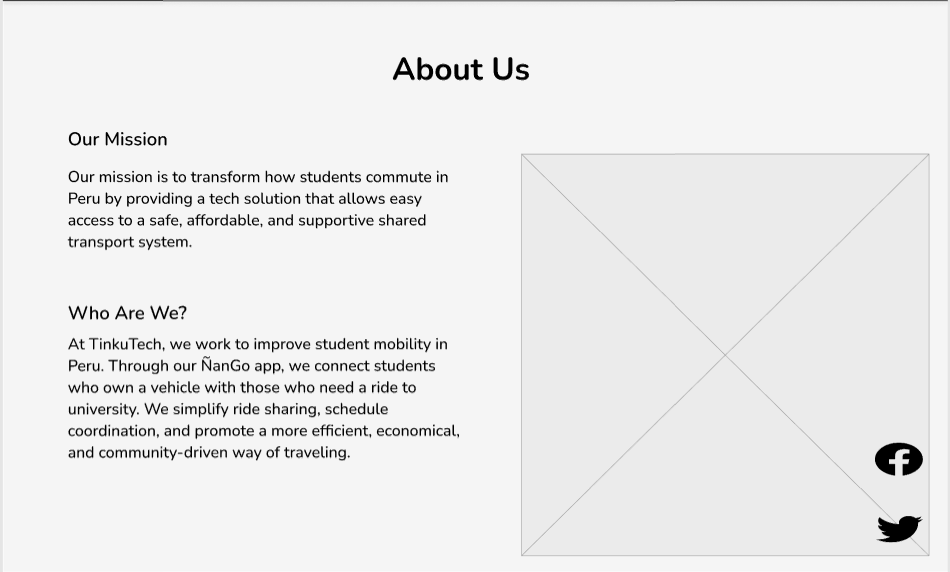 About Us
Our Mission
Our mission is to transform how students commute in
Peru by providing a tech solution that allows easy
access to a safe, affordable, and supportive shared
transport system.
Who Are We?
At TinkuTech, we work to improve student mobility in
Peru. Through our ÑanGo app, we connect students
who own a vehicle with those who need a ride to
university. We simplify ride sharing, schedule
coordination, and promote a more efficient, economical,
and community-driven way of traveling.